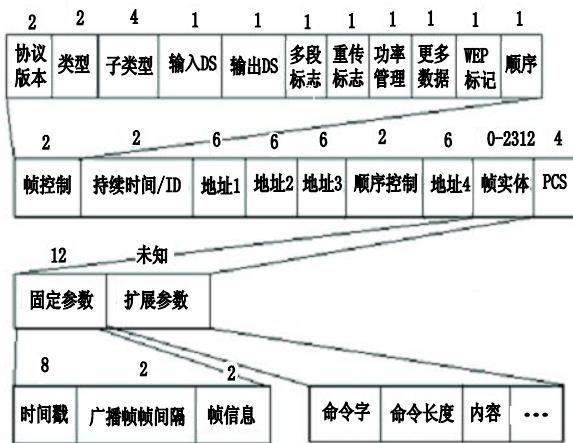 2 2 4 1 1 1 1 1 1 1 1
协议版本 类型 子类型 输入DS 输出DS 多段标志 重传标志 功率管理 更多数据 WEP标记 顺序
2 2 6 6 6 2 6 0-2312 4
帧控制 持续时间/ID 地址1 地址2 地址3 顺序控制 地址4 帧实体 PCS
12 未知
固定参数 扩展参数
8 2 2
时间戳 广播帧帧间隔 帧信息 命令字 命令长度 内容 ···